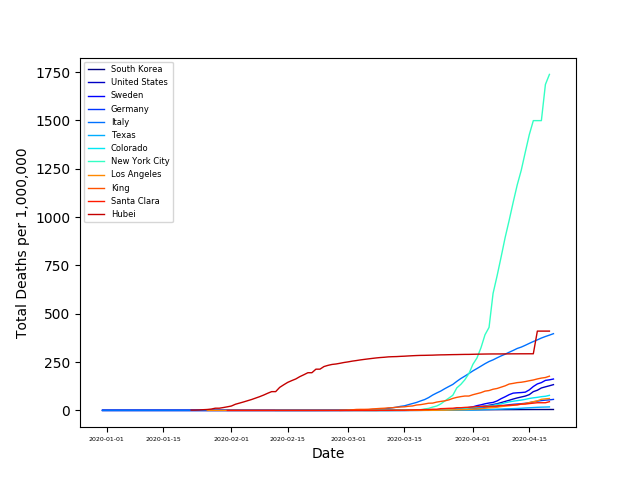 1750
1500
1250
1000
750
500
250
0
Total Deaths per 1,000,000
South Korea
United States
Sweden
Germany
Italy
Texas
Colorado
New York City
Los Angeles
King
Santa Clara
Hubei
2020-01-01 2020-01-15 2020-02-01 2020-02-15 2020-03-01 2020-03-15 2020-04-01 2020-04-15
Date